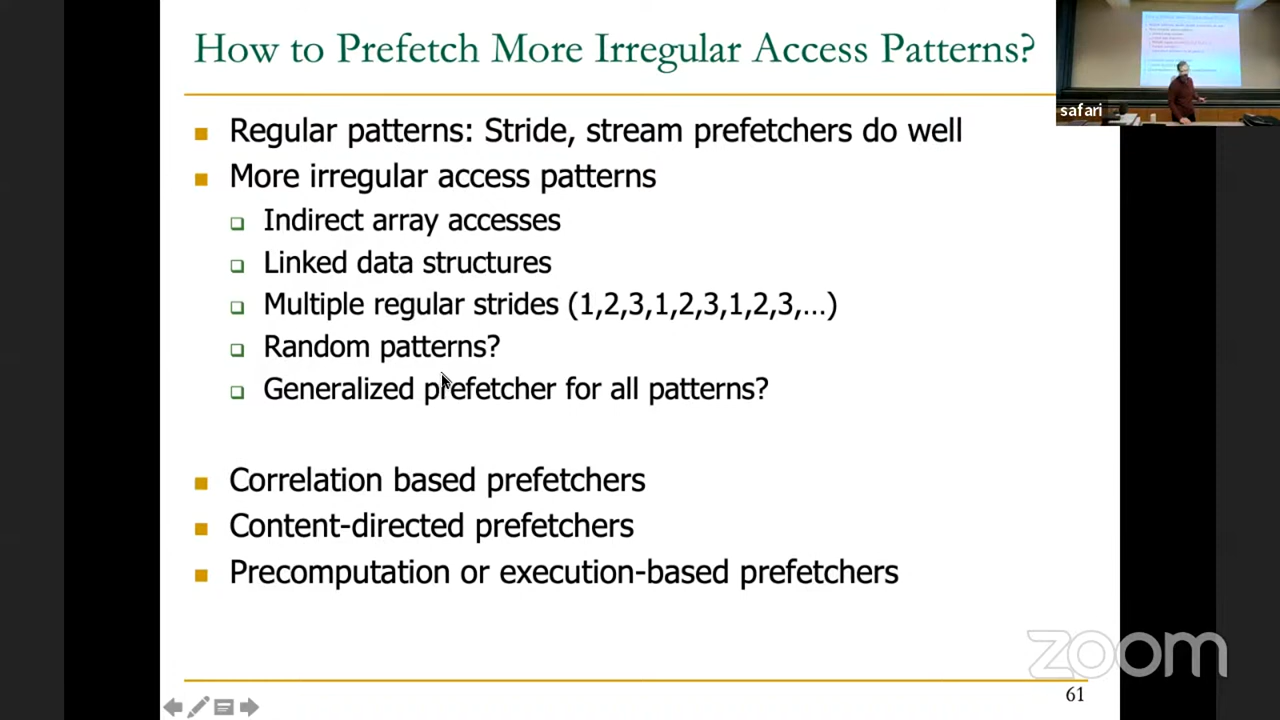 How to Prefetch More Irregular Access Patterns?
Regular patterns: Stride, stream prefetchers do well
More irregular access patterns
Indirect array accesses
Linked data structures
Multiple regular strides (1,2,3,1,2,3,1,2,3,...)
Random patterns?
Generalized prefetcher for all patterns?
Correlation based prefetchers
Content-directed prefetchers
Precomputation or execution-based prefetchers
61
safari
zoom